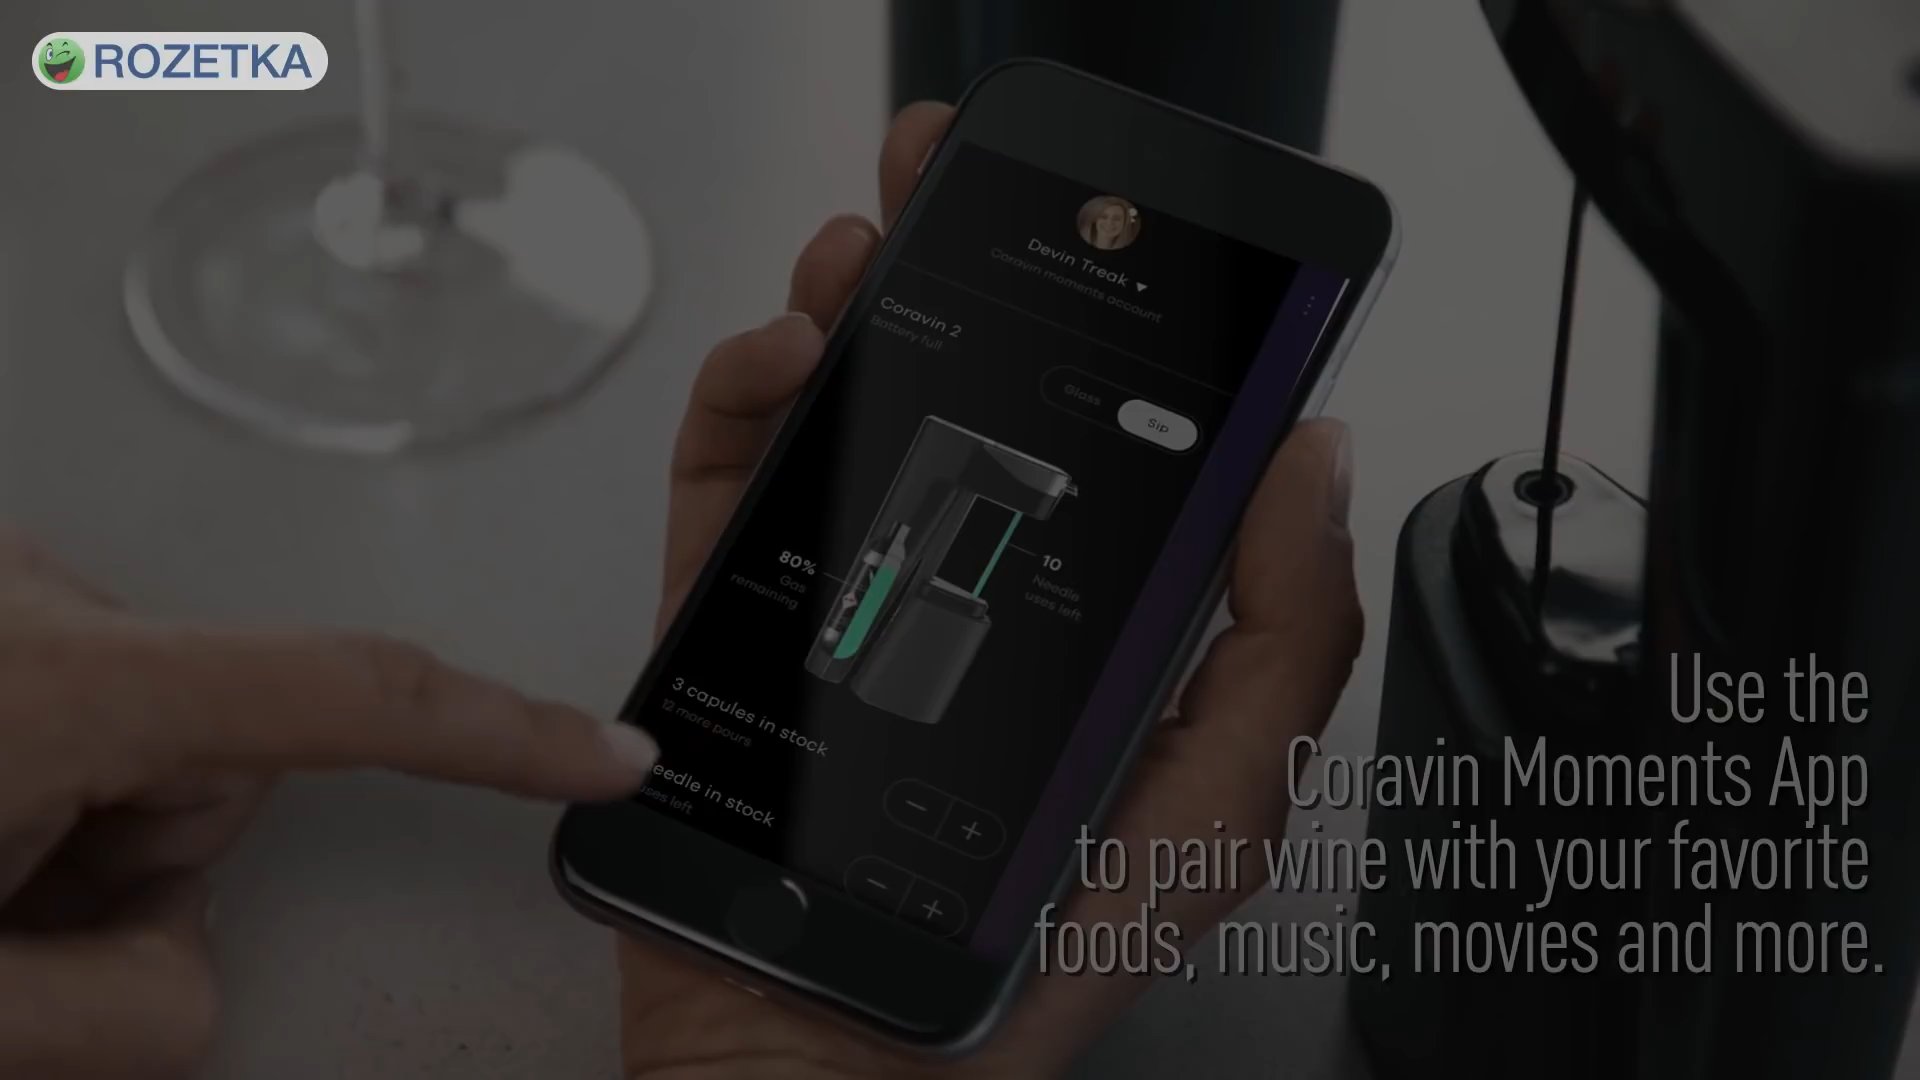 ROZETKA
Devin Treak
Coravin moments account
Coravin 2
Battery full
Glass
Sip
80%
Gas
remaining
10
Needle
uses left
3 capules in stock
12 more pours
eedle in stock
uses left
Use the
Coravin Moments App
to pair wine with your favorite
foods, music, movies and more.